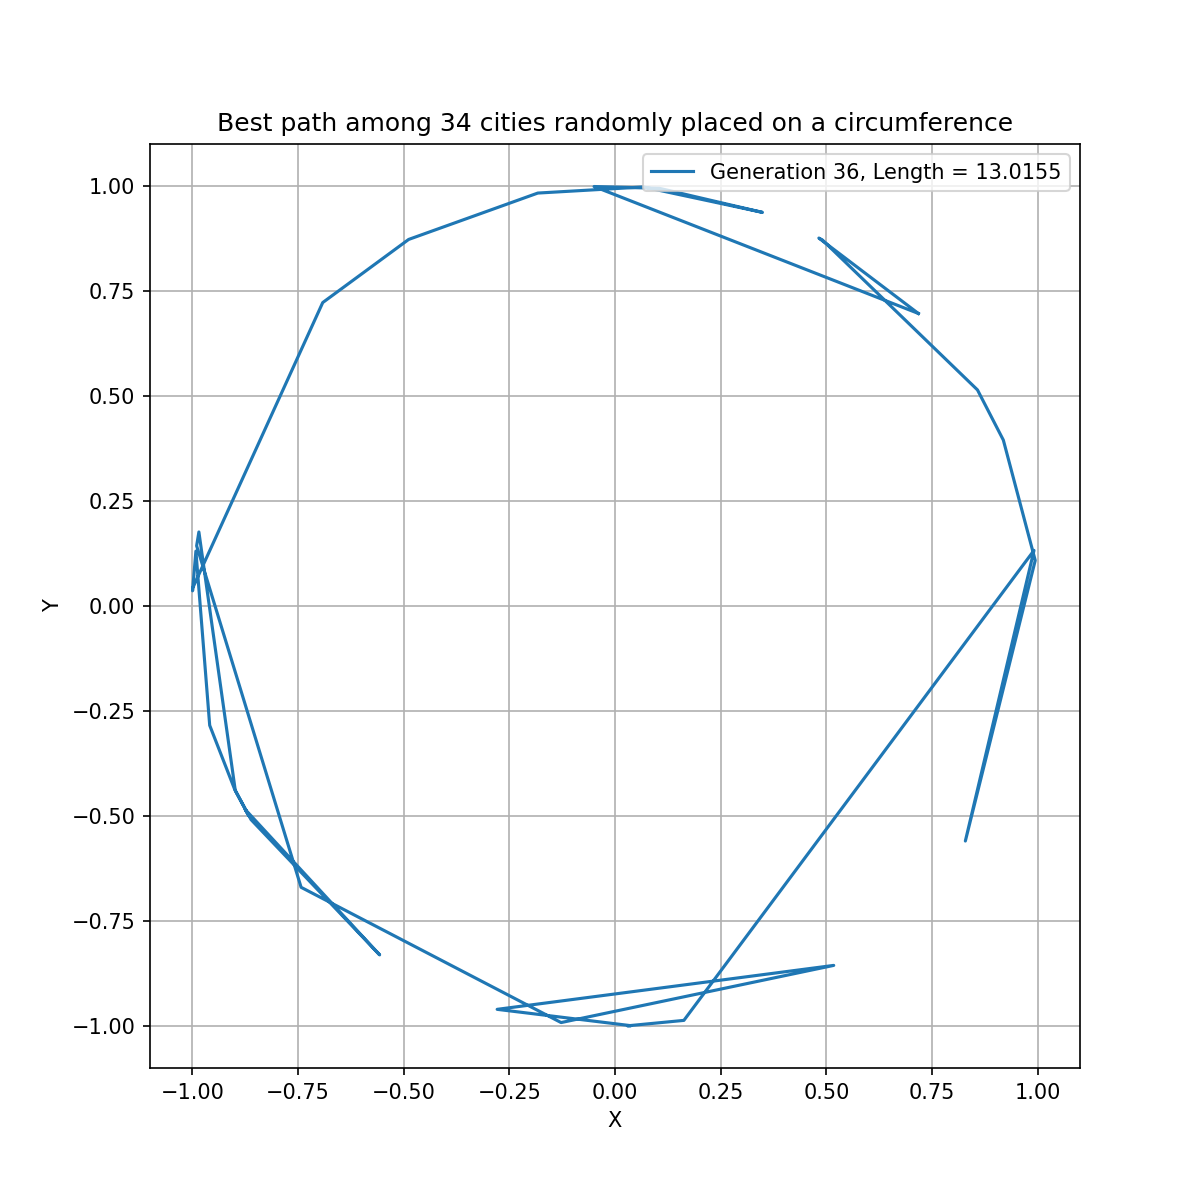 Best path among 34 cities randomly placed on a circumference
Generation 36, Length = 13.0155
1.00
0.75
0.50
0.25
0.00
−0.25
−0.50
−0.75
−1.00
Y
−1.00 −0.75 −0.50 −0.25 0.00 0.25 0.50 0.75 1.00
X